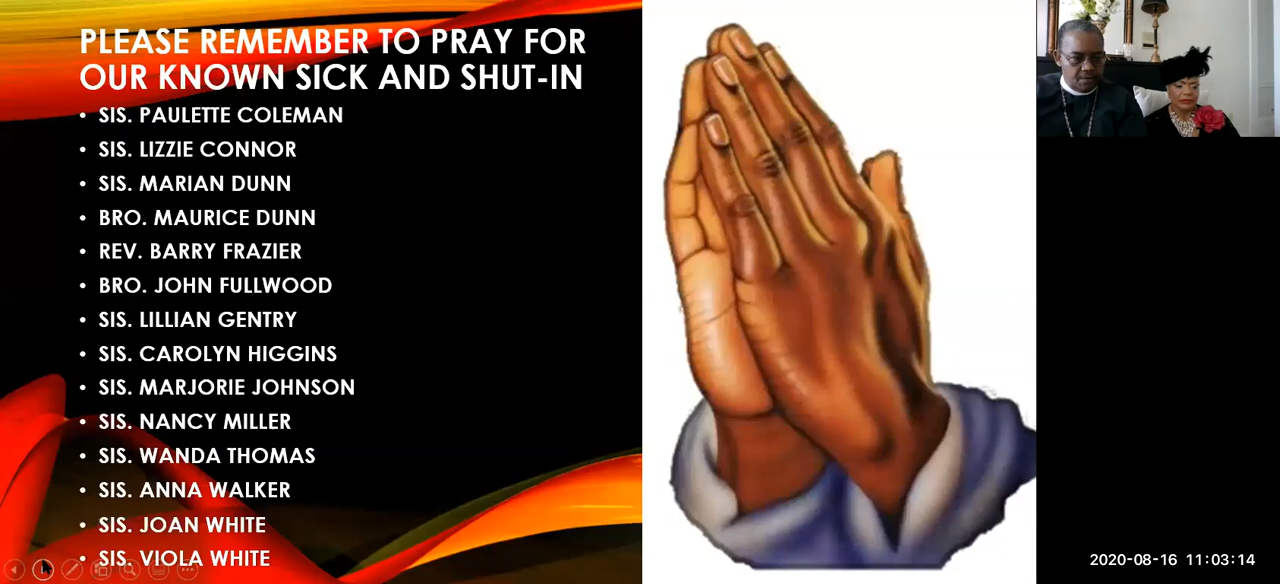 PLEASE REMEMBER TO PRAY FOR
OUR KNOWN SICK AND SHUT-IN
• SIS. PAULETTE COLEMAN
• SIS. LIZZIE CONNOR
• SIS. MARIAN DUNN
• BRO. MAURICE DUNN
• REV. BARRY FRAZIER
• BRO. JOHN FULLWOOD
• SIS. LILLIAN GENTRY
• SIS. CAROLYN HIGGINS
• SIS. MARJORIE JOHNSON
• SIS. NANCY MILLER
• SIS. WANDA THOMAS
• SIS. ANNA WALKER
• SIS. JOAN WHITE
• SIS. VIOLA WHITE
2020-08-16 11:03:14